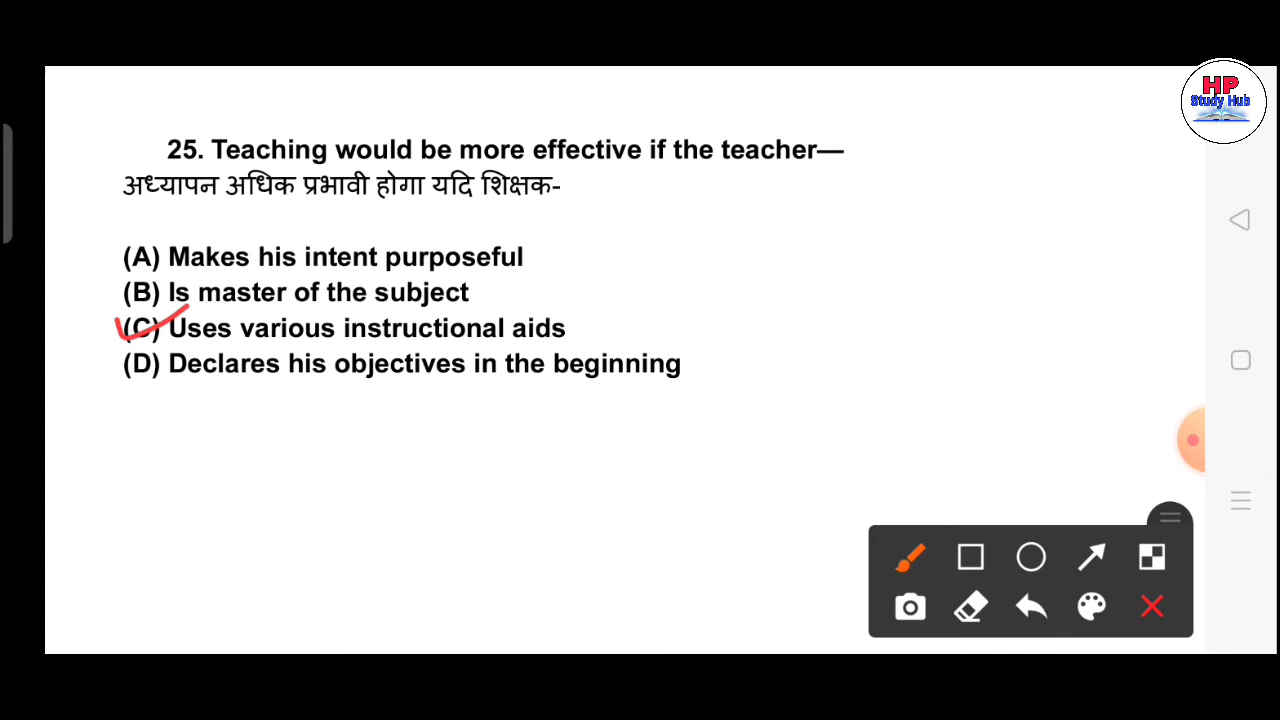 HP
Study Hub
25. Teaching would be more effective if the teacher—
अध्यापन अधिक प्रभावी होगा यदि शिक्षक-
(A) Makes his intent purposeful
(B) Is master of the subject
(C) Uses various instructional aids
(D) Declares his objectives in the beginning